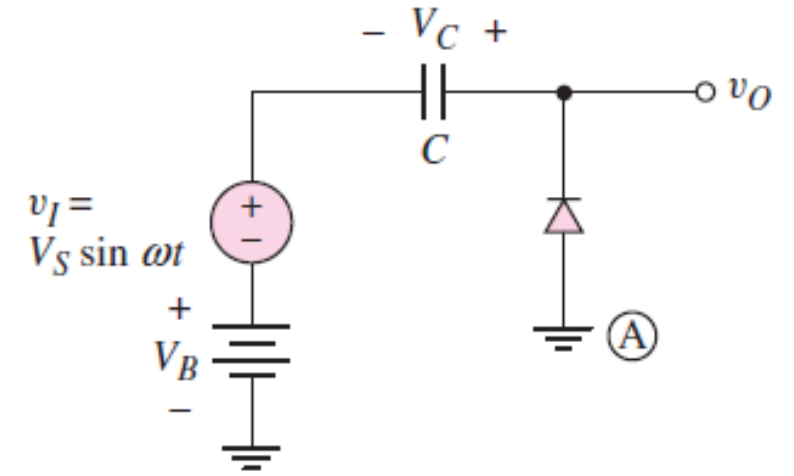 − V_C +
C
v_O
v_I =
V_S sin ωt
+
−
+
V_B
−
A